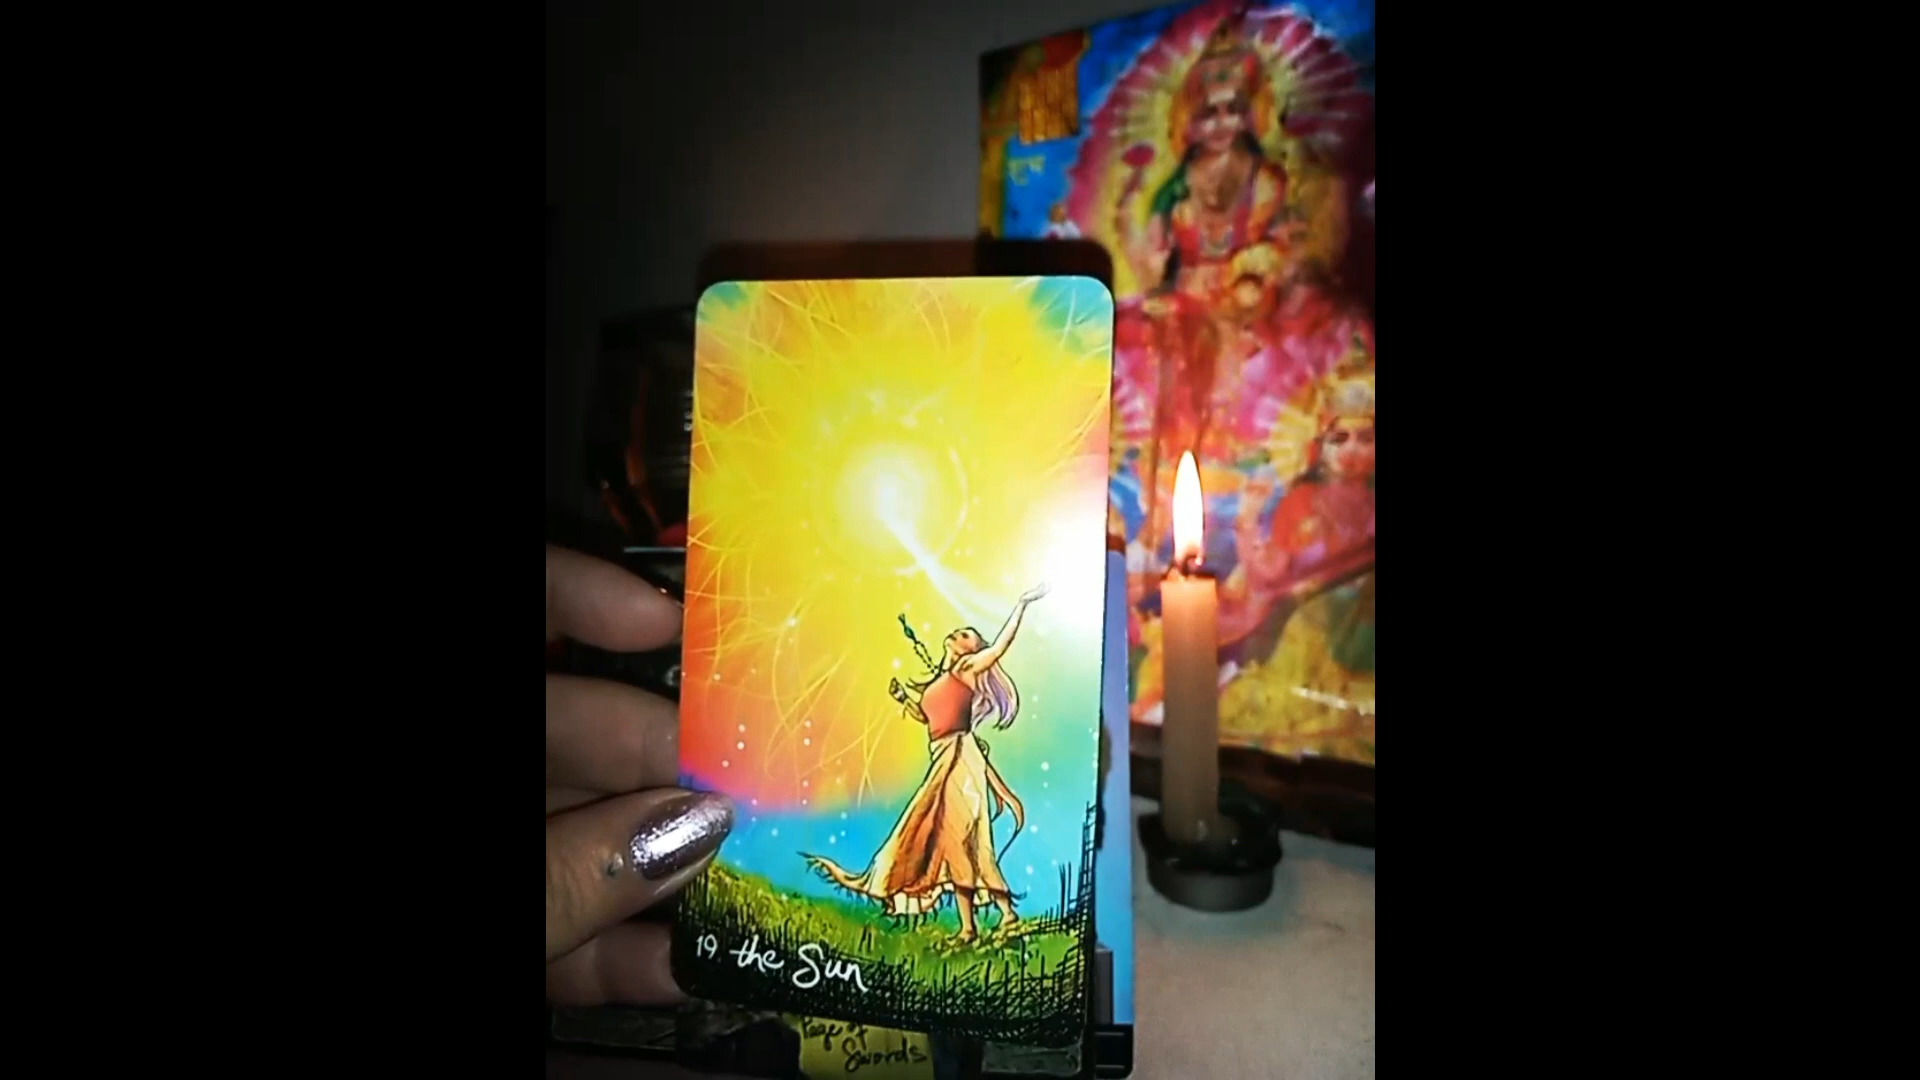 शुभ
19 the Sun
Page of
Swords